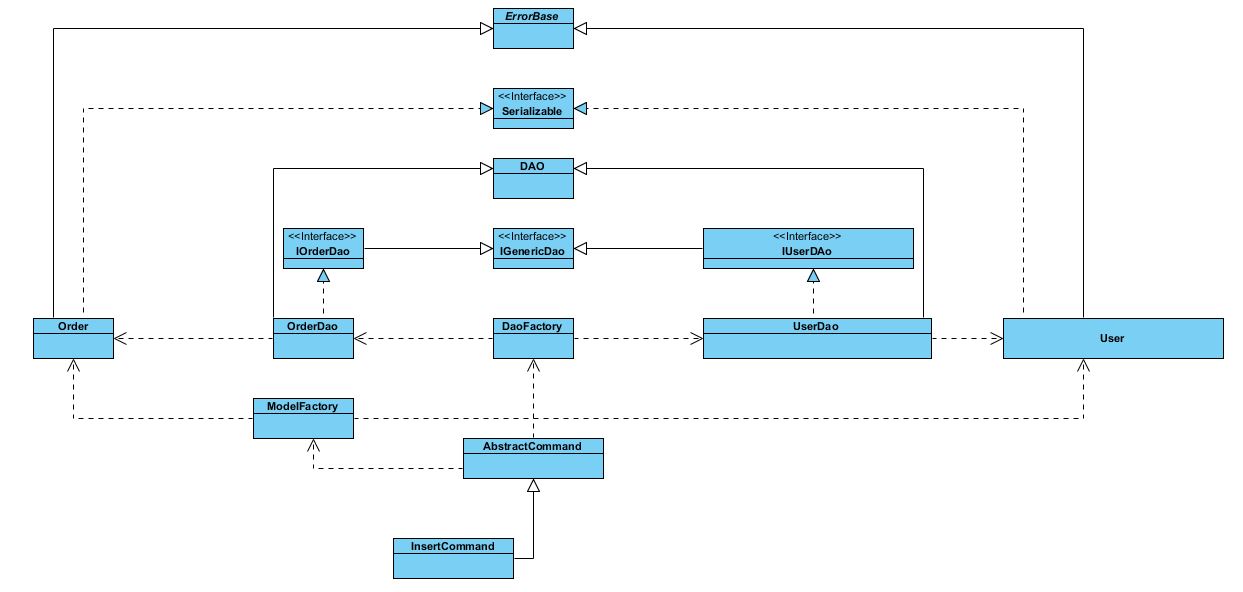 ErrorBase
<<Interface>>
Serializable
DAO
<<Interface>>
IOrderDao
<<Interface>>
IGenericDao
<<Interface>>
IUserDAo
Order
OrderDao
DaoFactory
UserDao
User
ModelFactory
AbstractCommand
InsertCommand